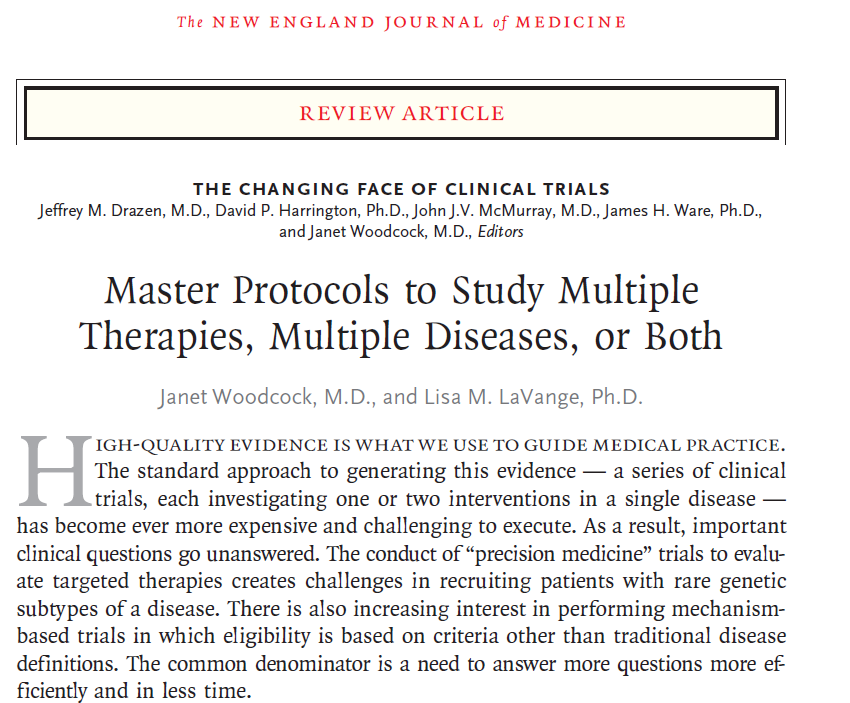 The NEW ENGLAND JOURNAL of MEDICINE
REVIEW ARTICLE
THE CHANGING FACE OF CLINICAL TRIALS
Jeffrey M. Drazen, M.D., David P. Harrington, Ph.D., John J.V. McMurray, M.D., James H. Ware, Ph.D.,
and Janet Woodcock, M.D., Editors
Master Protocols to Study Multiple
Therapies, Multiple Diseases, or Both
Janet Woodcock, M.D., and Lisa M. LaVange, Ph.D.
HIGH-QUALITY EVIDENCE IS WHAT WE USE TO GUIDE MEDICAL PRACTICE.
The standard approach to generating this evidence — a series of clinical
trials, each investigating one or two interventions in a single disease —
has become ever more expensive and challenging to execute. As a result, important
clinical questions go unanswered. The conduct of “precision medicine” trials to evalu-
ate targeted therapies creates challenges in recruiting patients with rare genetic
subtypes of a disease. There is also increasing interest in performing mechanism-
based trials in which eligibility is based on criteria other than traditional disease
definitions. The common denominator is a need to answer more questions more ef-
ficiently and in less time.